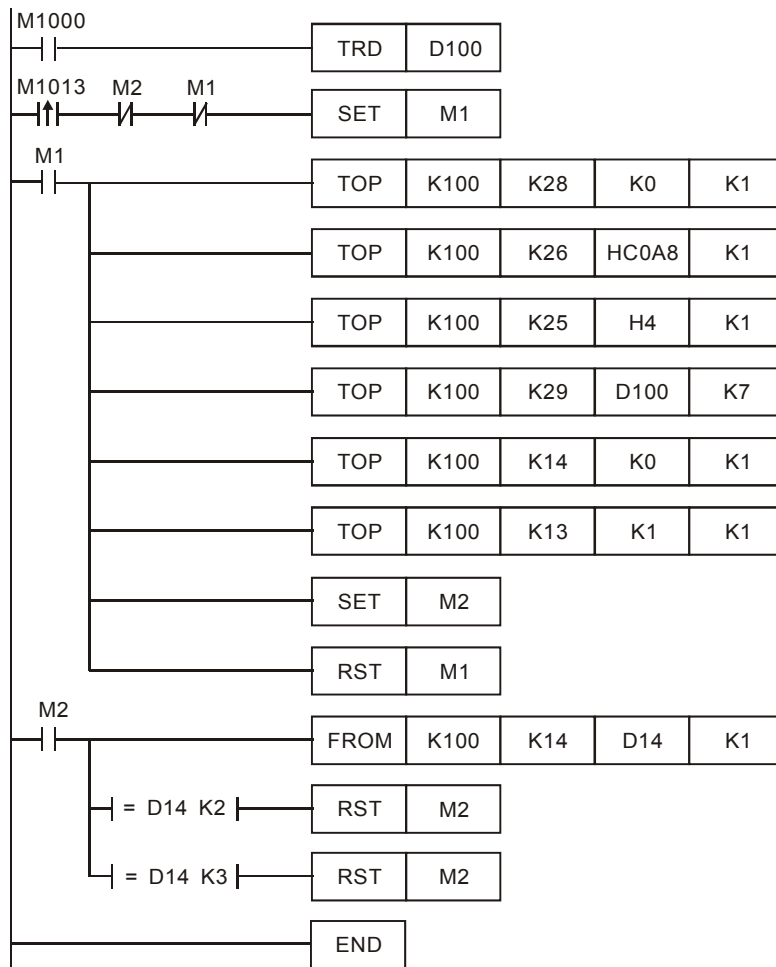 M1000
TRD D100
M1013 M2 M1
SET M1
M1
TOP K100 K28 K0 K1
TOP K100 K26 HC0A8 K1
TOP K100 K25 H4 K1
TOP K100 K29 D100 K7
TOP K100 K14 K0 K1
TOP K100 K13 K1 K1
SET M2
RST M1
M2
FROM K100 K14 D14 K1
= D14 K2 RST M2
= D14 K3 RST M2
END